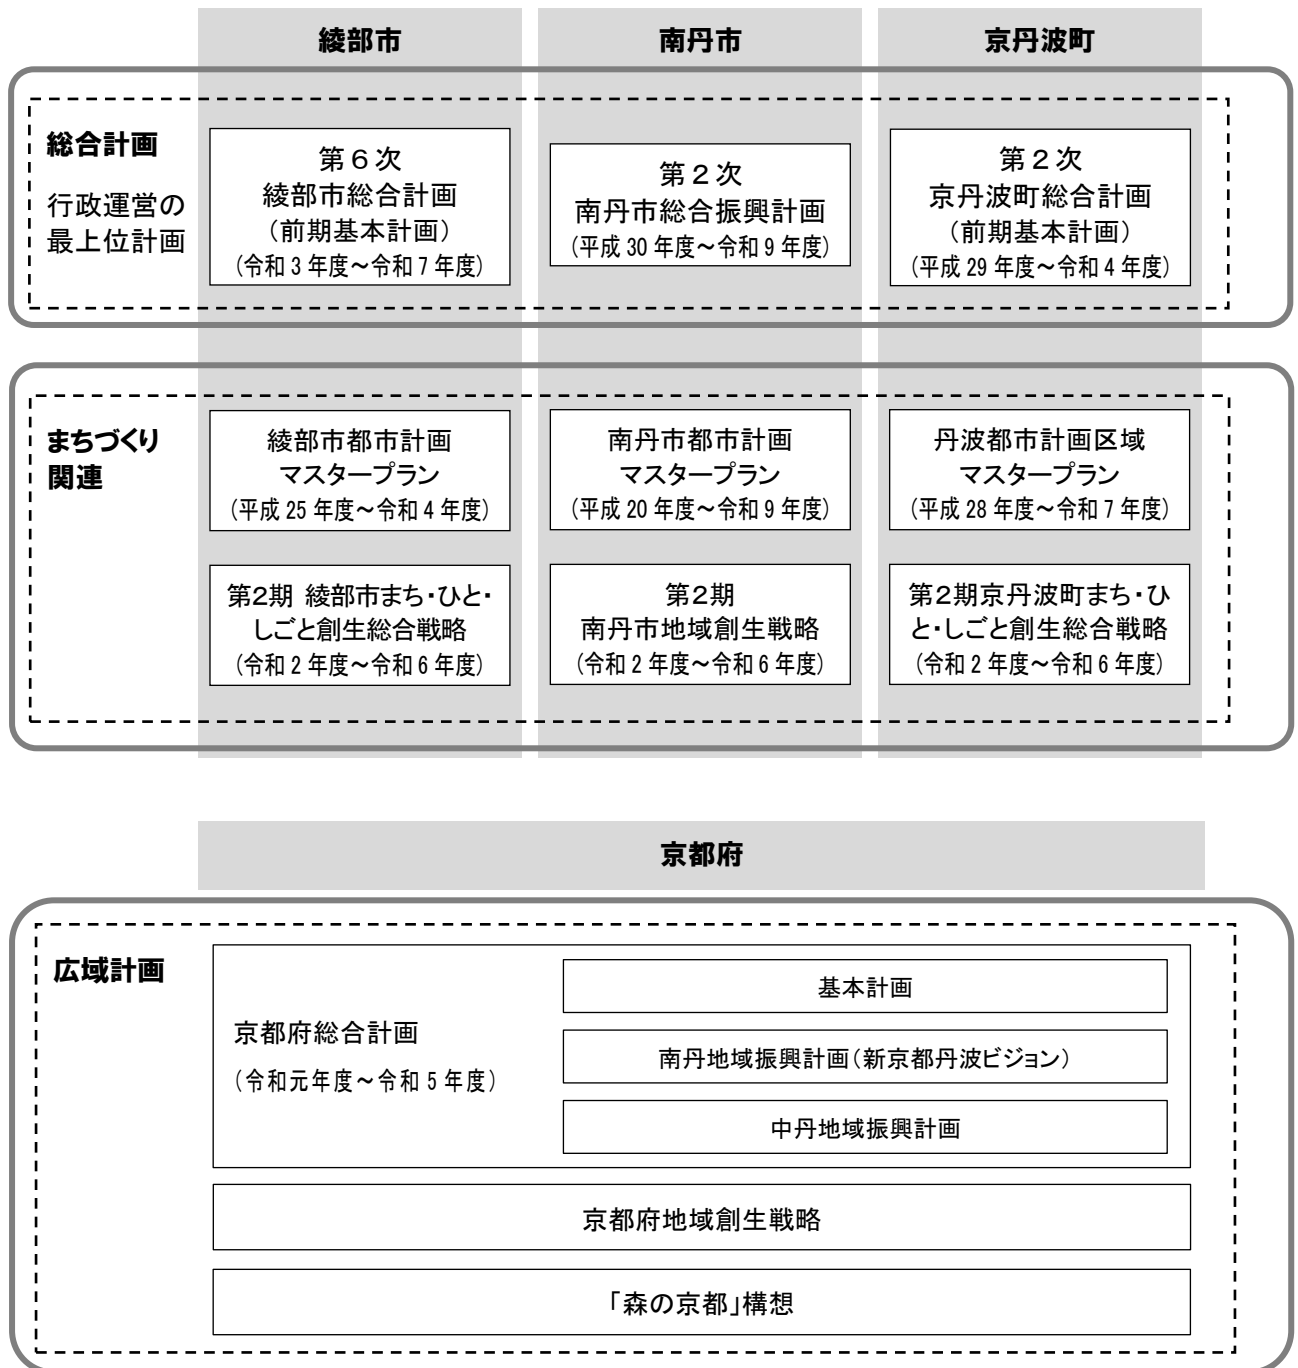 綾部市
南丹市
京丹波町
総合計画
行政運営の
最上位計画
第6次
綾部市総合計画
(前期基本計画)
(令和3年度～令和7年度)
第2次
南丹市総合振興計画
(平成30年度～令和9年度)
第2次
京丹波町総合計画
(前期基本計画)
(平成29年度～令和4年度)
まちづくり
関連
綾部市都市計画
マスタープラン
(平成25年度～令和4年度)
南丹市都市計画
マスタープラン
(平成20年度～令和9年度)
丹波都市計画区域
マスタープラン
(平成28年度～令和7年度)
第2期 綾部市まち・ひと・
しごと創生総合戦略
(令和2年度～令和6年度)
第2期
南丹市地域創生戦略
(令和2年度～令和6年度)
第2期京丹波町まち・ひ
と・しごと創生総合戦略
(令和2年度～令和6年度)
京都府
広域計画
京都府総合計画
(令和元年度～令和5年度)
基本計画
南丹地域振興計画(新京都丹波ビジョン)
中丹地域振興計画
京都府地域創生戦略
「森の京都」構想